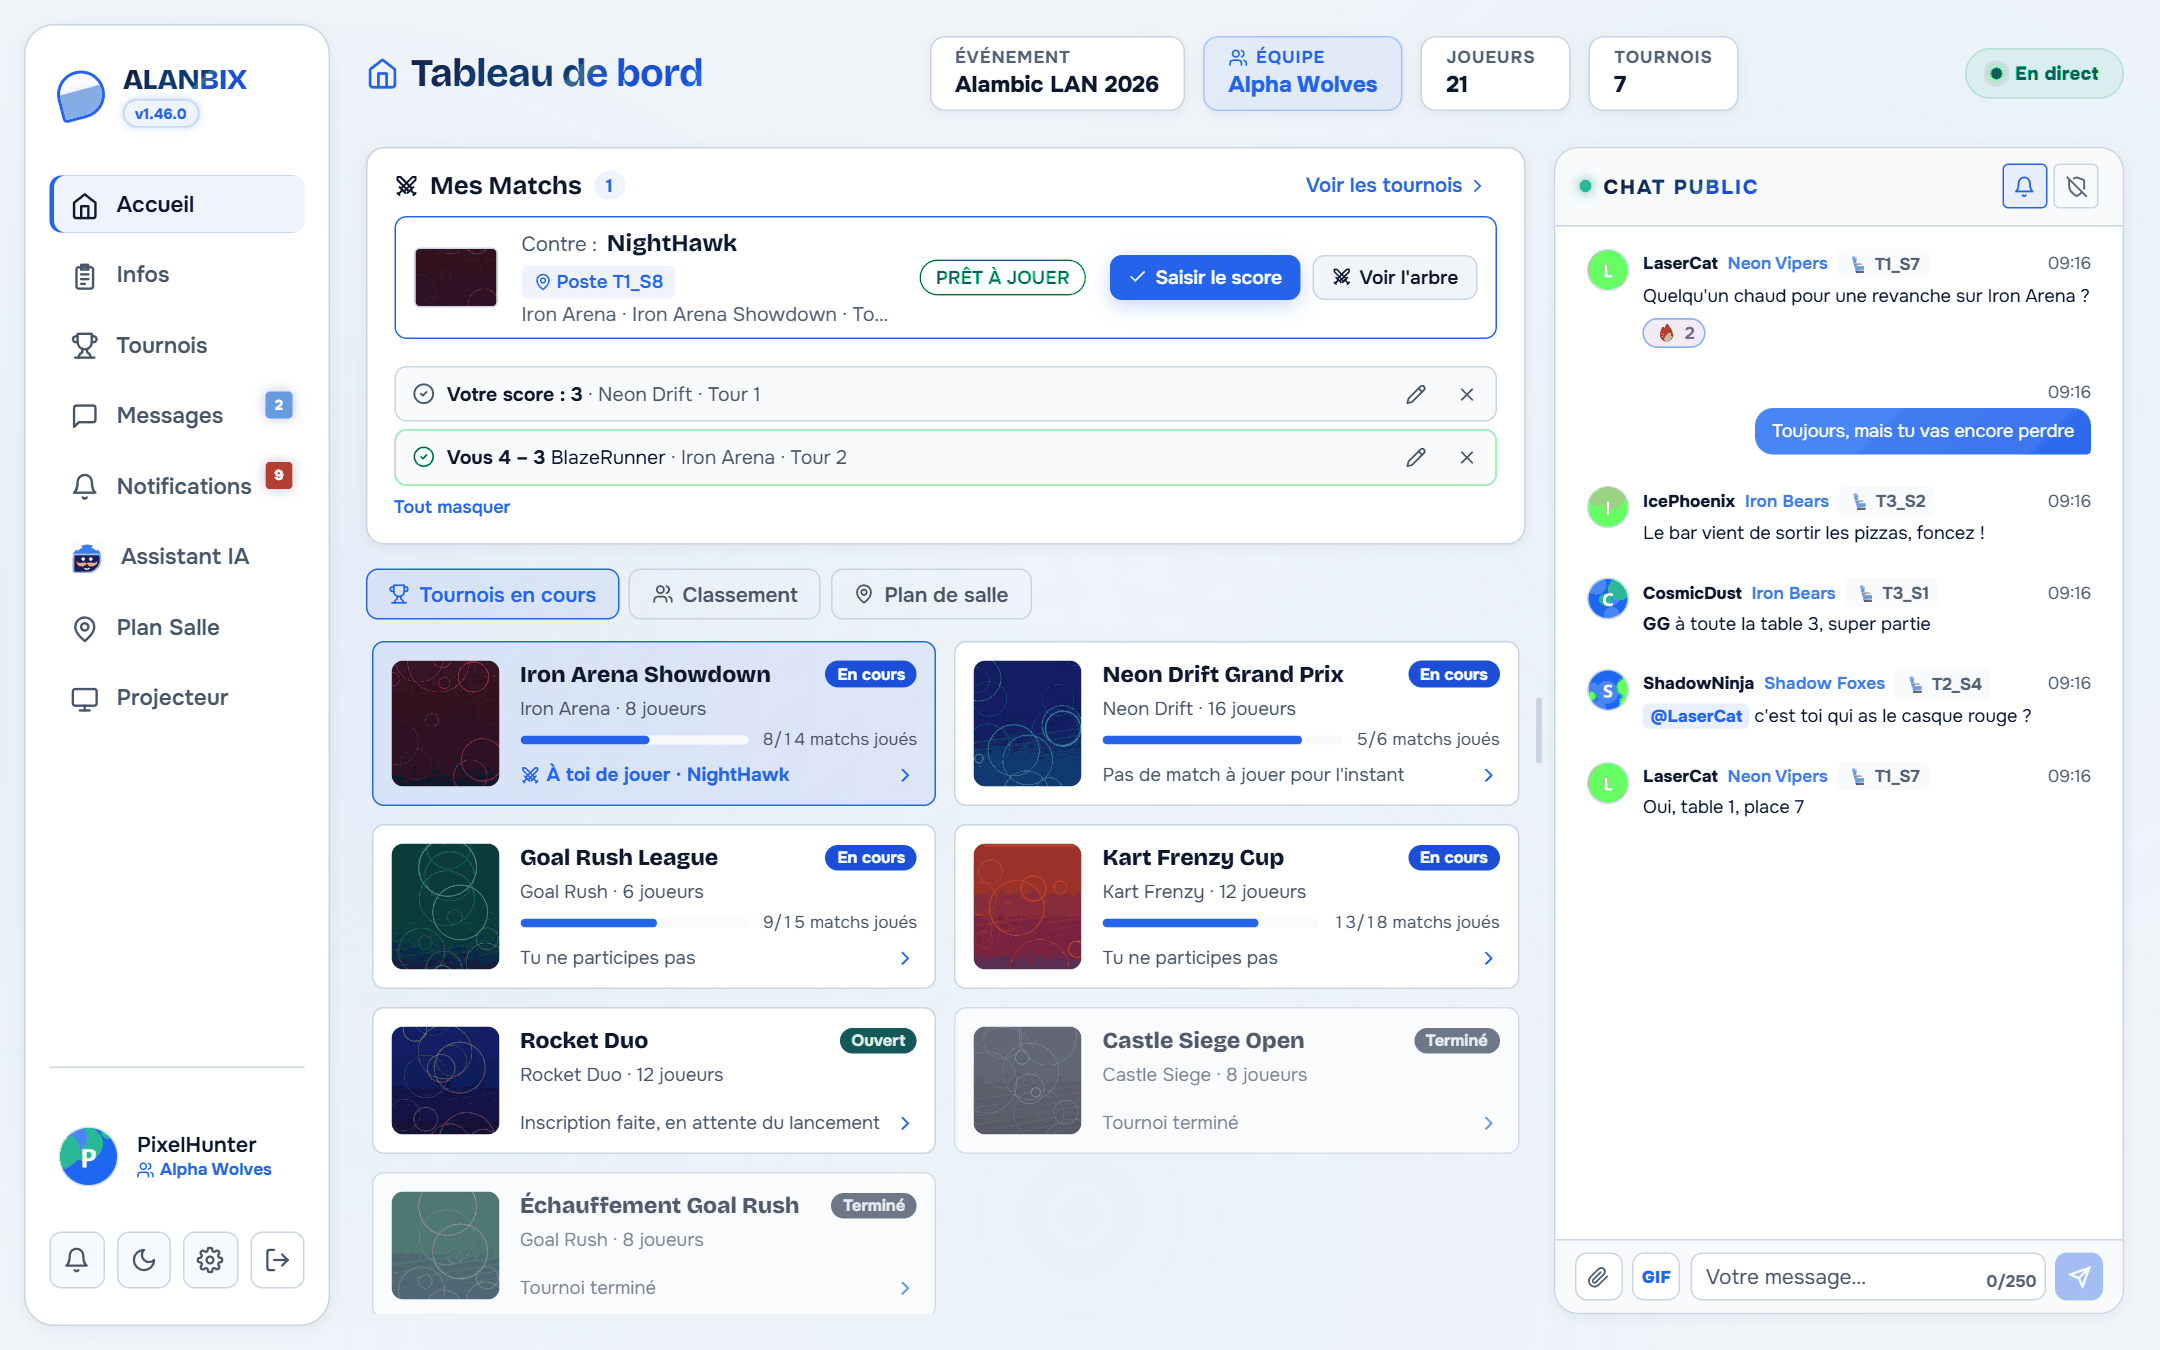 ALANBIX
v1.46.0
Accueil
Infos
Tournois
Messages
2
Notifications
9
Assistant IA
Plan Salle
Projecteur
P
PixelHunter
Alpha Wolves
Tableau de bord
ÉVÉNEMENT
Alambic LAN 2026
ÉQUIPE
Alpha Wolves
JOUEURS
21
TOURNOIS
7
En direct
Mes Matchs 1
Voir les tournois
Contre : NightHawk
Poste T1_S8
Iron Arena · Iron Arena Showdown · To...
PRÊT À JOUER
Saisir le score
Voir l'arbre
Votre score : 3 · Neon Drift · Tour 1
Vous 4 – 3 BlazeRunner · Iron Arena · Tour 2
Tout masquer
Tournois en cours
Classement
Plan de salle
Iron Arena Showdown
En cours
Iron Arena · 8 joueurs
8/14 matchs joués
À toi de jouer · NightHawk
Neon Drift Grand Prix
En cours
Neon Drift · 16 joueurs
5/6 matchs joués
Pas de match à jouer pour l'instant
Goal Rush League
En cours
Goal Rush · 6 joueurs
9/15 matchs joués
Tu ne participes pas
Kart Frenzy Cup
En cours
Kart Frenzy · 12 joueurs
13/18 matchs joués
Tu ne participes pas
Rocket Duo
Ouvert
Rocket Duo · 12 joueurs
Inscription faite, en attente du lancement
Castle Siege Open
Terminé
Castle Siege · 8 joueurs
Tournoi terminé
Échauffement Goal Rush
Terminé
Goal Rush · 8 joueurs
Tournoi terminé
CHAT PUBLIC
L
LaserCat Neon Vipers T1_S7 09:16
Quelqu'un chaud pour une revanche sur Iron Arena ?
2
09:16
Toujours, mais tu vas encore perdre
I
IcePhoenix Iron Bears T3_S2 09:16
Le bar vient de sortir les pizzas, foncez !
C
CosmicDust Iron Bears T3_S1 09:16
GG à toute la table 3, super partie
S
ShadowNinja Shadow Foxes T2_S4 09:16
@LaserCat c'est toi qui as le casque rouge ?
L
LaserCat Neon Vipers T1_S7 09:16
Oui, table 1, place 7
GIF
Votre message...
0/250